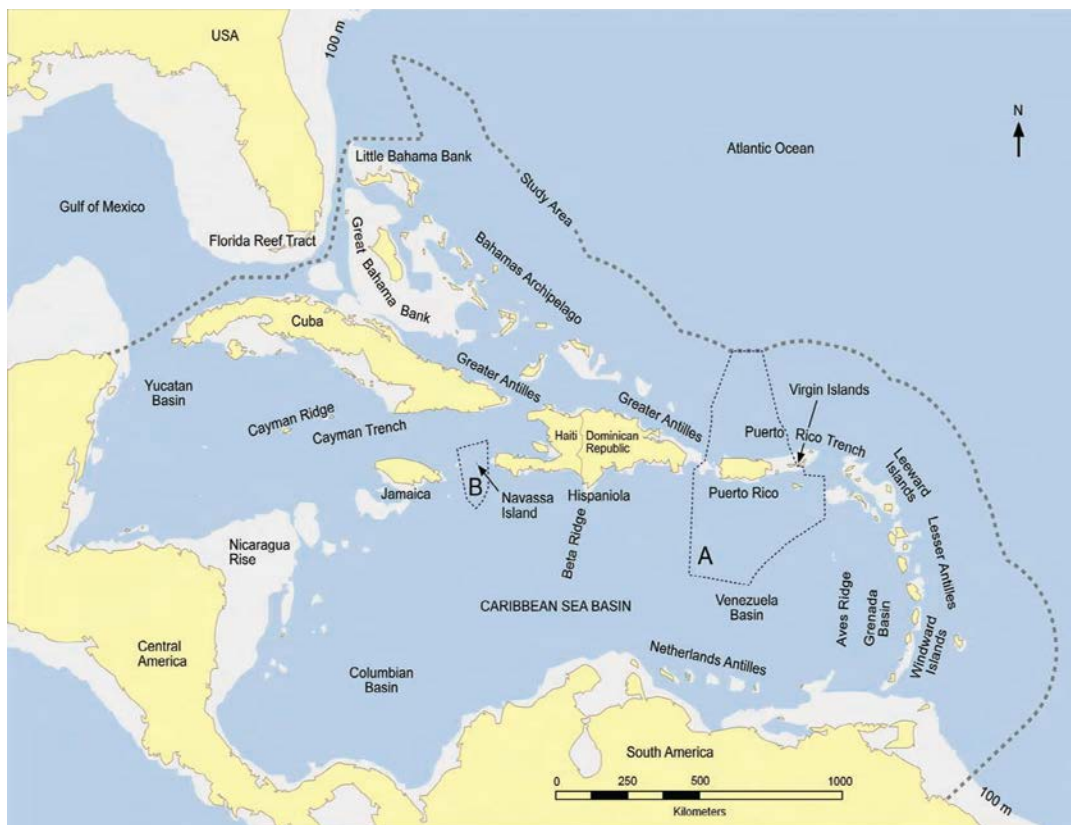 USA
100 m
N
Little Bahama Bank
Atlantic Ocean
Study Area
Gulf of Mexico
Florida Reef Tract
Great Bahama Bank
Bahamas Archipelago
Cuba
Yucatan
Basin
Greater Antilles
Virgin Islands
Cayman Ridge
Cayman Trench
Greater Antilles
Puerto Rico Trench
Haiti
Dominican
Republic
Leeward
Islands
Jamaica
B
Navassa
Island
Hispaniola
Puerto Rico
Lesser Antilles
Nicaragua
Rise
Beta Ridge
A
CARIBBEAN SEA BASIN
Venezuela
Basin
Aves Ridge
Grenada
Basin
Windward
Islands
Central
America
Columbian
Basin
Netherlands Antilles
South America
0 250 500 1000
Kilometers
100 m